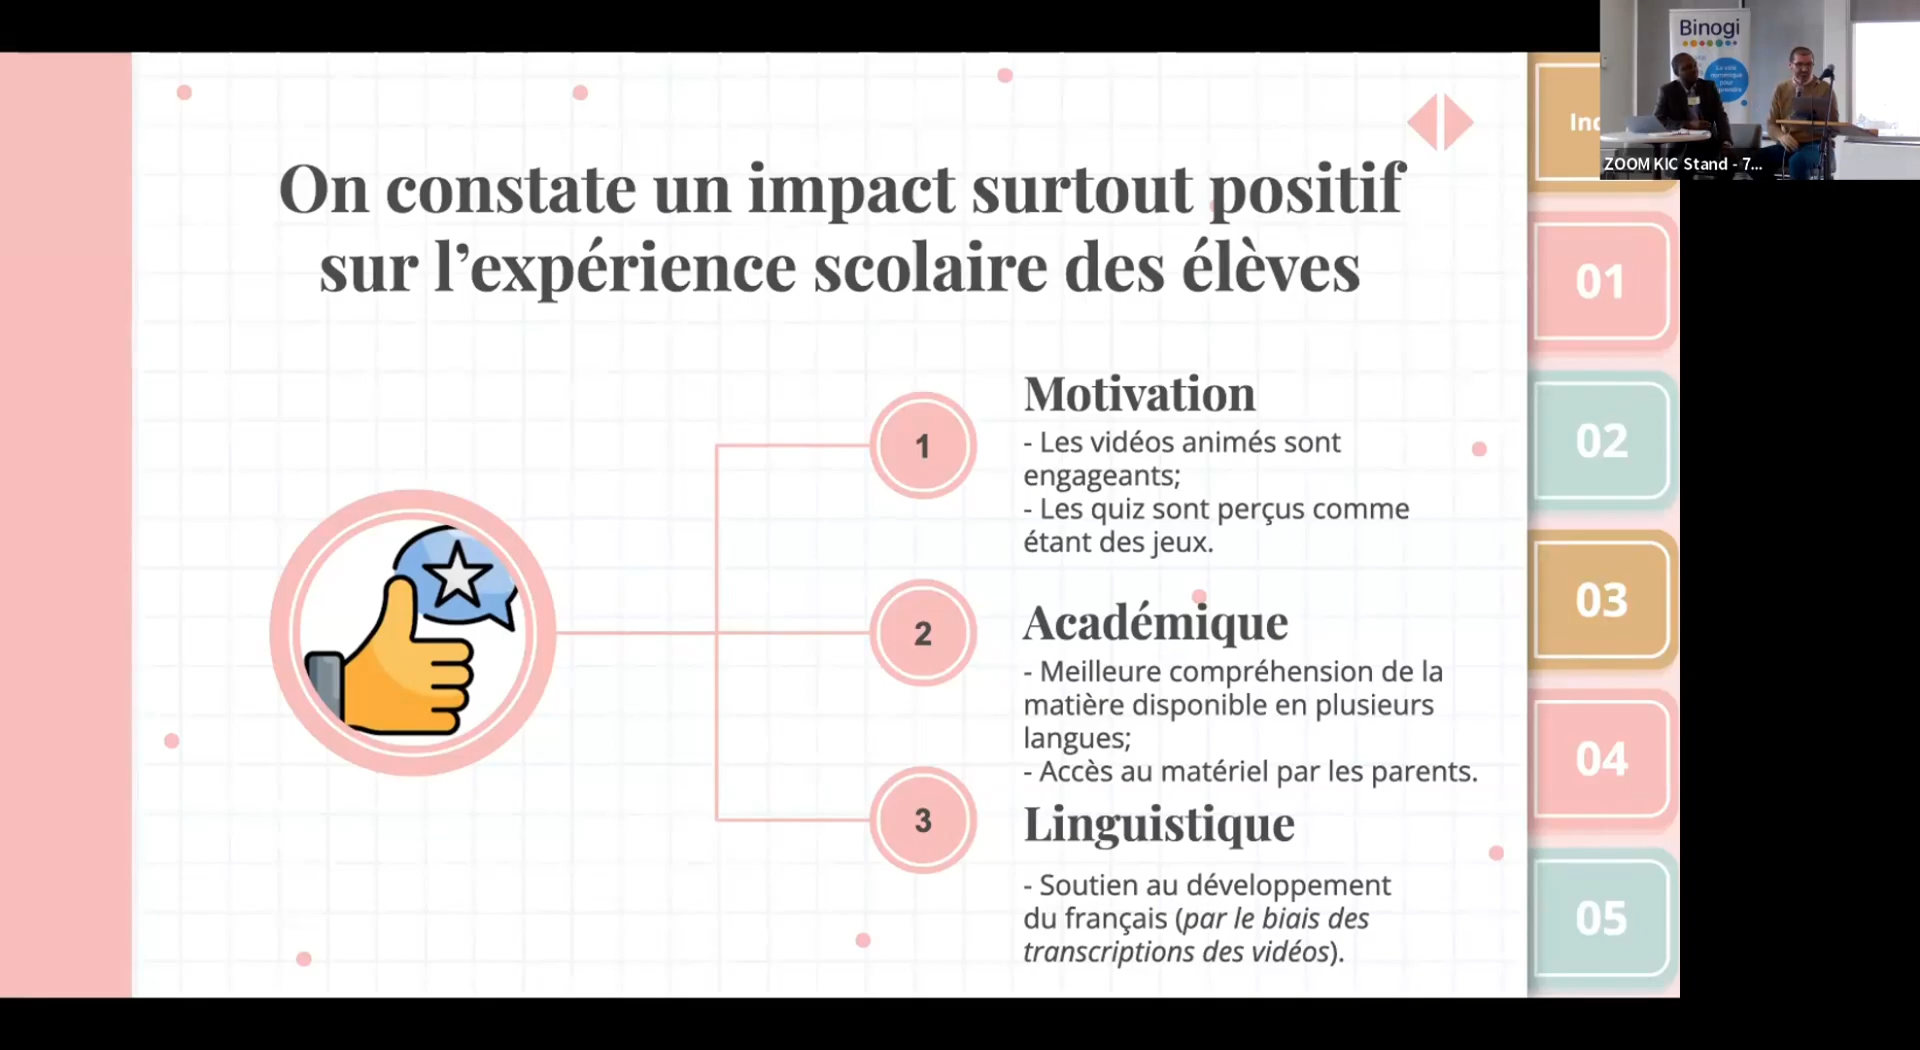 On constate un impact surtout positif
sur l’expérience scolaire des élèves
1
Motivation
- Les vidéos animés sont
engageants;
- Les quiz sont perçus comme
étant des jeux.
2
Académique
- Meilleure compréhension de la
matière disponible en plusieurs
langues;
- Accès au matériel par les parents.
3
Linguistique
- Soutien au développement
du français (par le biais des
transcriptions des vidéos).
01
02
03
04
05
Binogi
ZOOM KIC Stand - 7...